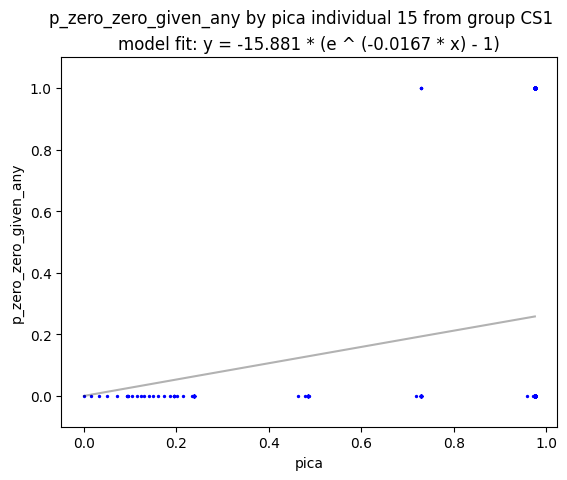 p_zero_zero_given_any by pica individual 15 from group CS1
model fit: y = -15.881 * (e ^ (-0.0167 * x) - 1)
p_zero_zero_given_any
1.0
0.8
0.6
0.4
0.2
0.0
0.0 0.2 0.4 0.6 0.8 1.0
pica